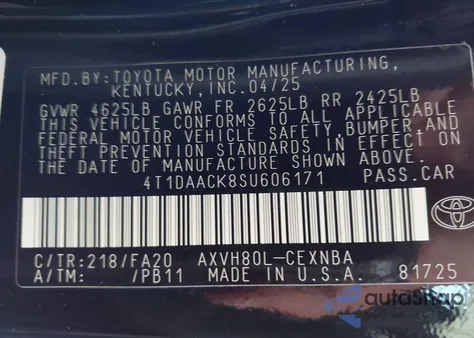 MFD.BY:TOYOTA MOTOR MANUFACTURING,
KENTUCKY,INC.04/25
GVWR 4625LB GAWR FR 2625LB RR 2425LB
THIS VEHICLE CONFORMS TO ALL APPLICABLE
FEDERAL MOTOR VEHICLE SAFETY,BUMPER,AND
THEFT PREVENTION STANDARDS IN EFFECT ON
THE DATE OF MANUFACTURE SHOWN ABOVE.
4T1DAACK8SU606171 PASS.CAR
C/TR:218/FA20 AXVH80L-CEXNBA
A/TM: /PB11 MADE IN U.S.A. 81725
autoStrap